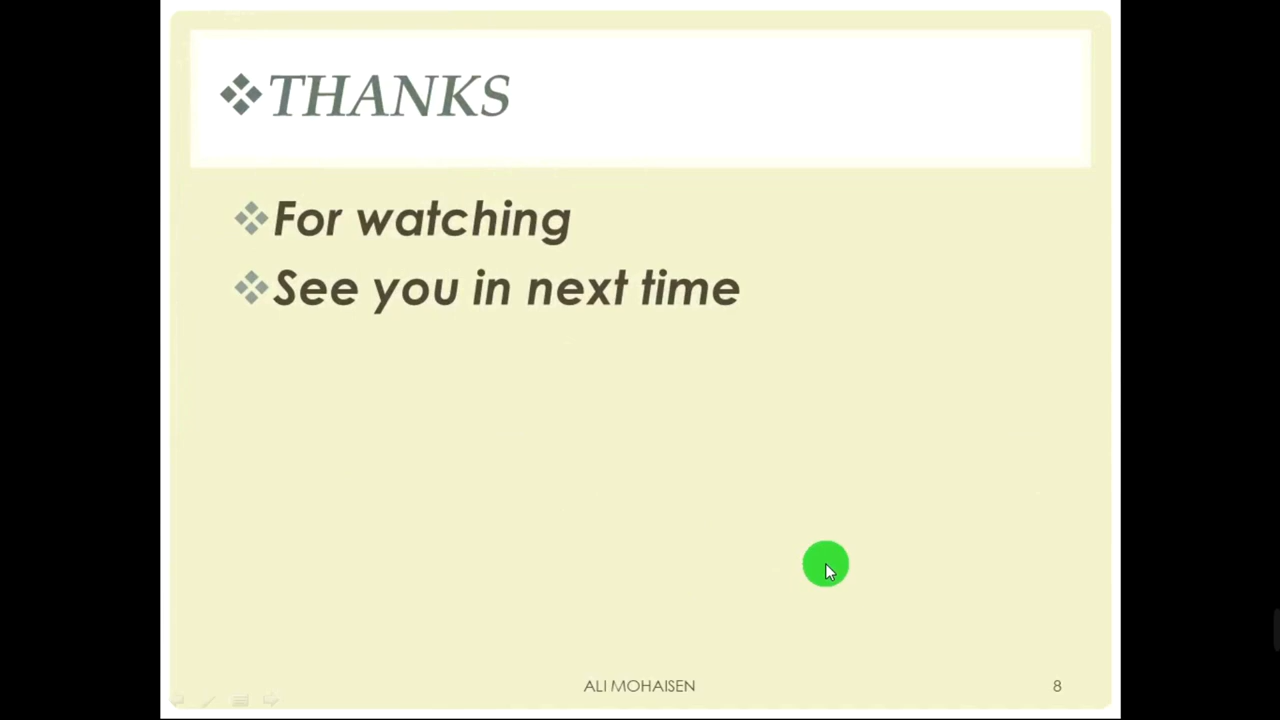 ❖THANKS
❖For watching
❖See you in next time
ALI MOHAISEN
8